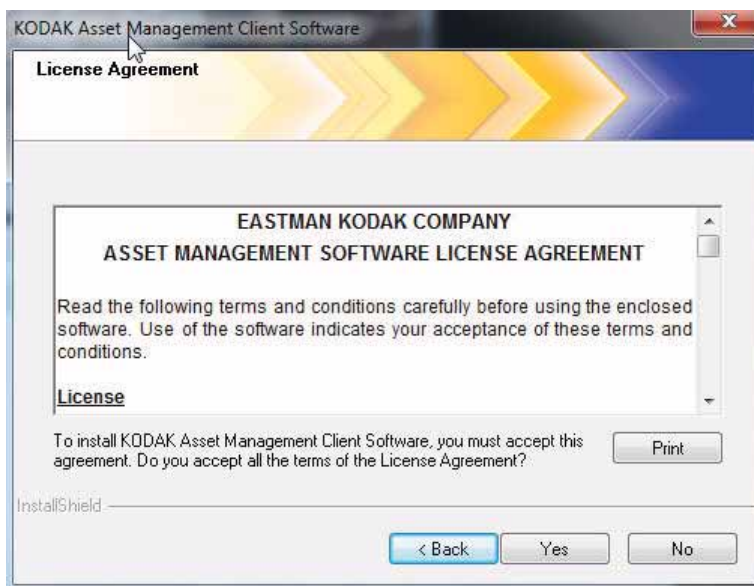 KODAK Asset Management Client Software
License Agreement
EASTMAN KODAK COMPANY
ASSET MANAGEMENT SOFTWARE LICENSE AGREEMENT
Read the following terms and conditions carefully before using the enclosed
software. Use of the software indicates your acceptance of these terms and
conditions.
License
To install KODAK Asset Management Client Software, you must accept this
agreement. Do you accept all the terms of the License Agreement?
Print
InstallShield
< Back
Yes
No